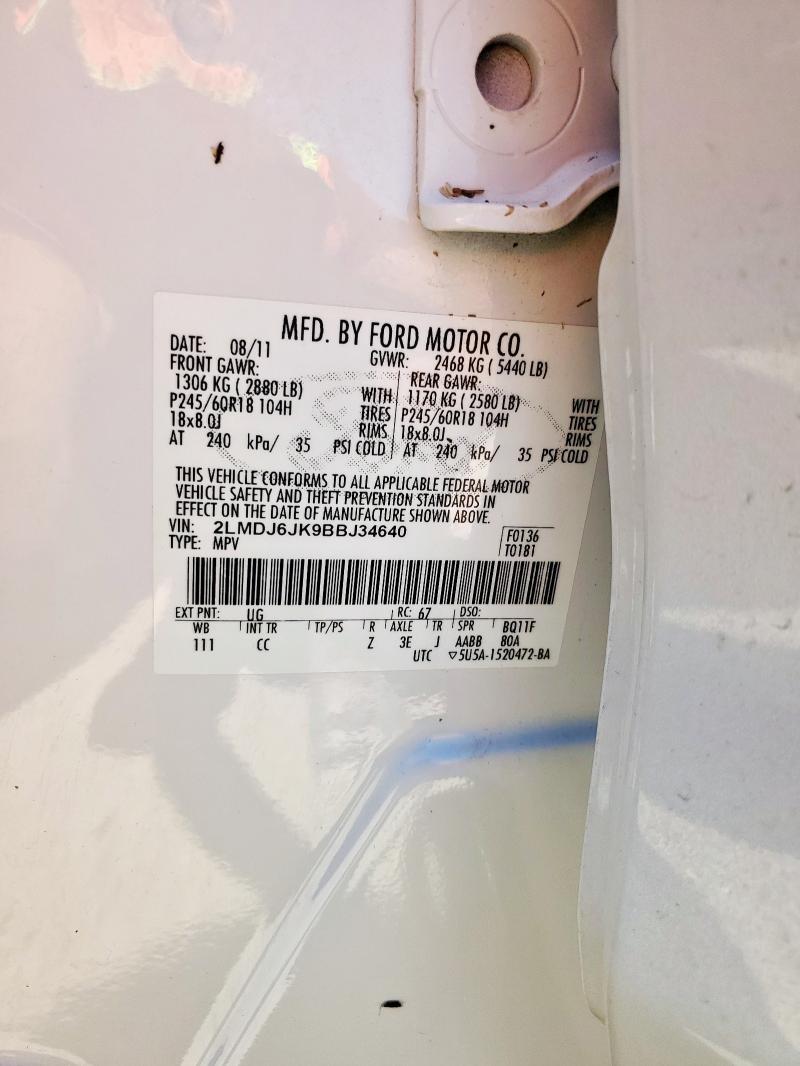 MFD. BY FORD MOTOR CO.
DATE: 08/11 GVWR: 2468 KG ( 5440 LB)
FRONT GAWR: REAR GAWR:
1306 KG ( 2880 LB) WITH 1170 KG ( 2580 LB) WITH
P245/60R18 104H TIRES P245/60R18 104H TIRES
18x8.0J RIMS 18x8.0J RIMS
AT 240 kPa/ 35 PSI COLD AT 240 kPa/ 35 PSI COLD
THIS VEHICLE CONFORMS TO ALL APPLICABLE FEDERAL MOTOR
VEHICLE SAFETY AND THEFT PREVENTION STANDARDS IN
EFFECT ON THE DATE OF MANUFACTURE SHOWN ABOVE.
VIN: 2LMDJ6JK9BBJ34640 F0136
TYPE: MPV T0181
EXT PNT: UG RC: 67 DSO:
WB INT TR TP/PS R AXLE TR SPR BQ11F
111 CC Z 3E J AABB 80A
UTC ▽5U5A-1520472-BA